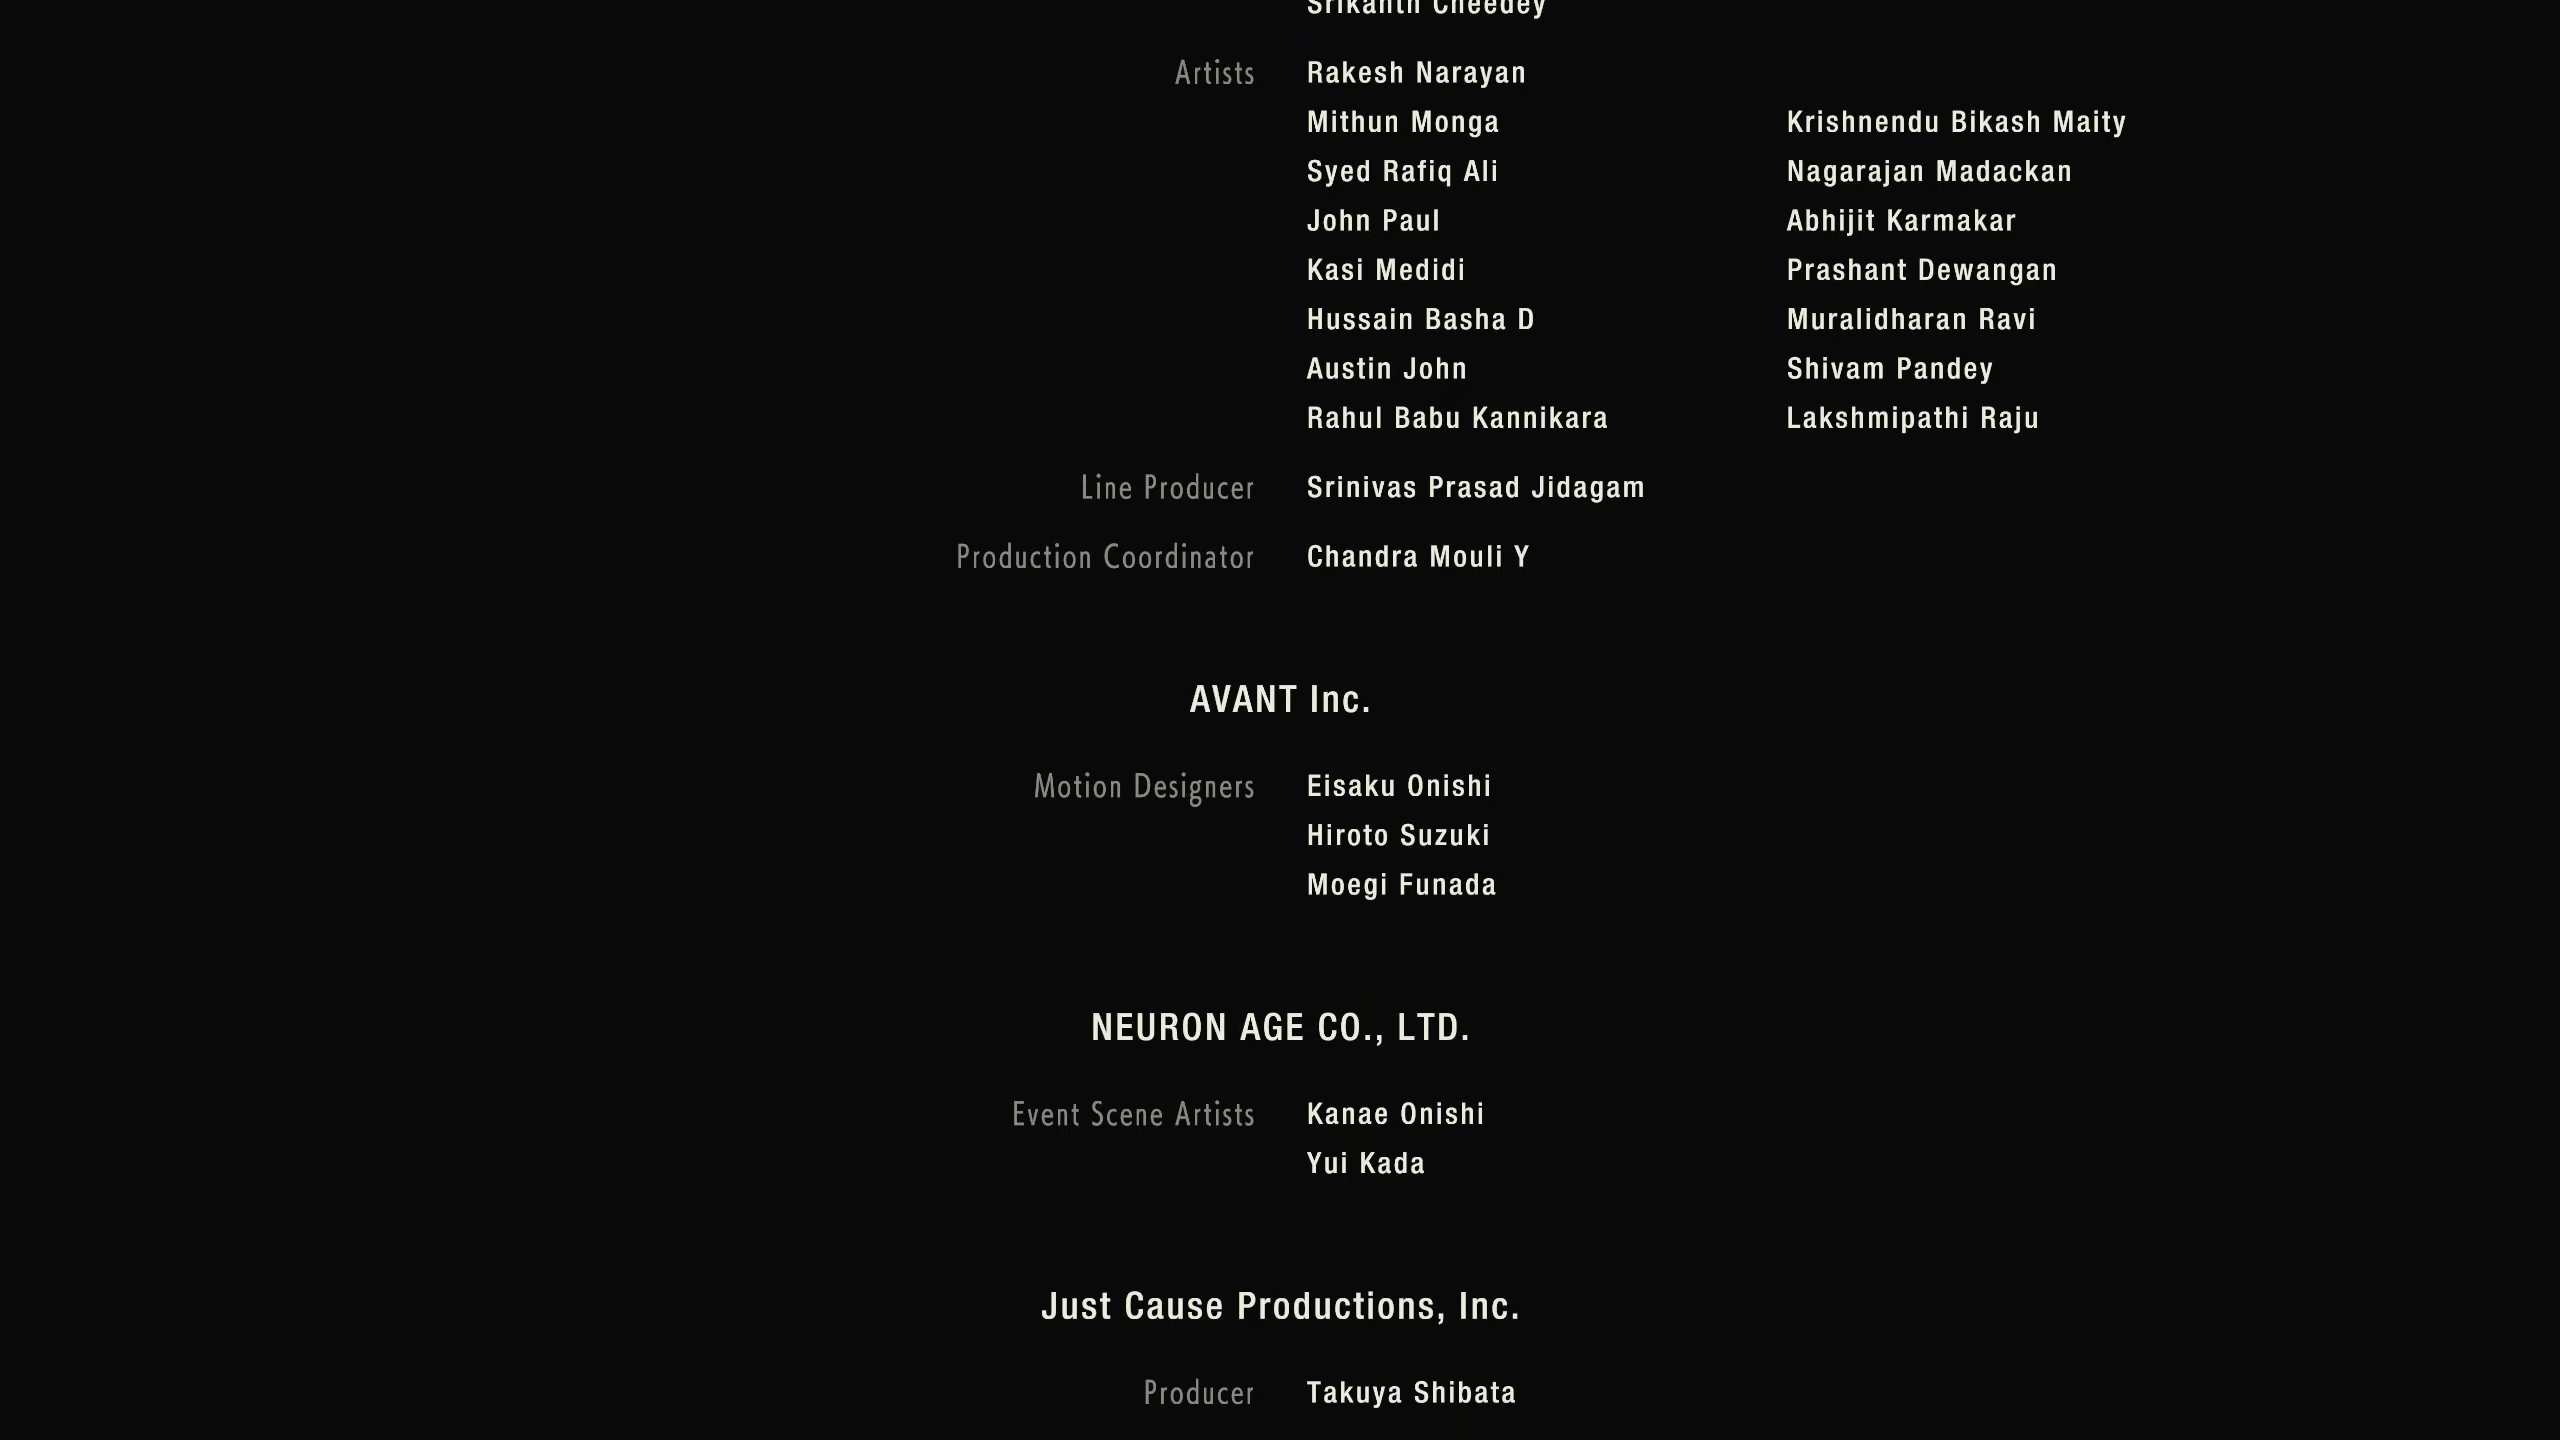 Srikanth Cheedey
Artists Rakesh Narayan
Mithun Monga Krishnendu Bikash Maity
Syed Rafiq Ali Nagarajan Madackan
John Paul Abhijit Karmakar
Kasi Medidi Prashant Dewangan
Hussain Basha D Muralidharan Ravi
Austin John Shivam Pandey
Rahul Babu Kannikara Lakshmipathi Raju
Line Producer Srinivas Prasad Jidagam
Production Coordinator Chandra Mouli Y
AVANT Inc.
Motion Designers Eisaku Onishi
Hiroto Suzuki
Moegi Funada
NEURON AGE CO., LTD.
Event Scene Artists Kanae Onishi
Yui Kada
Just Cause Productions, Inc.
Producer Takuya Shibata